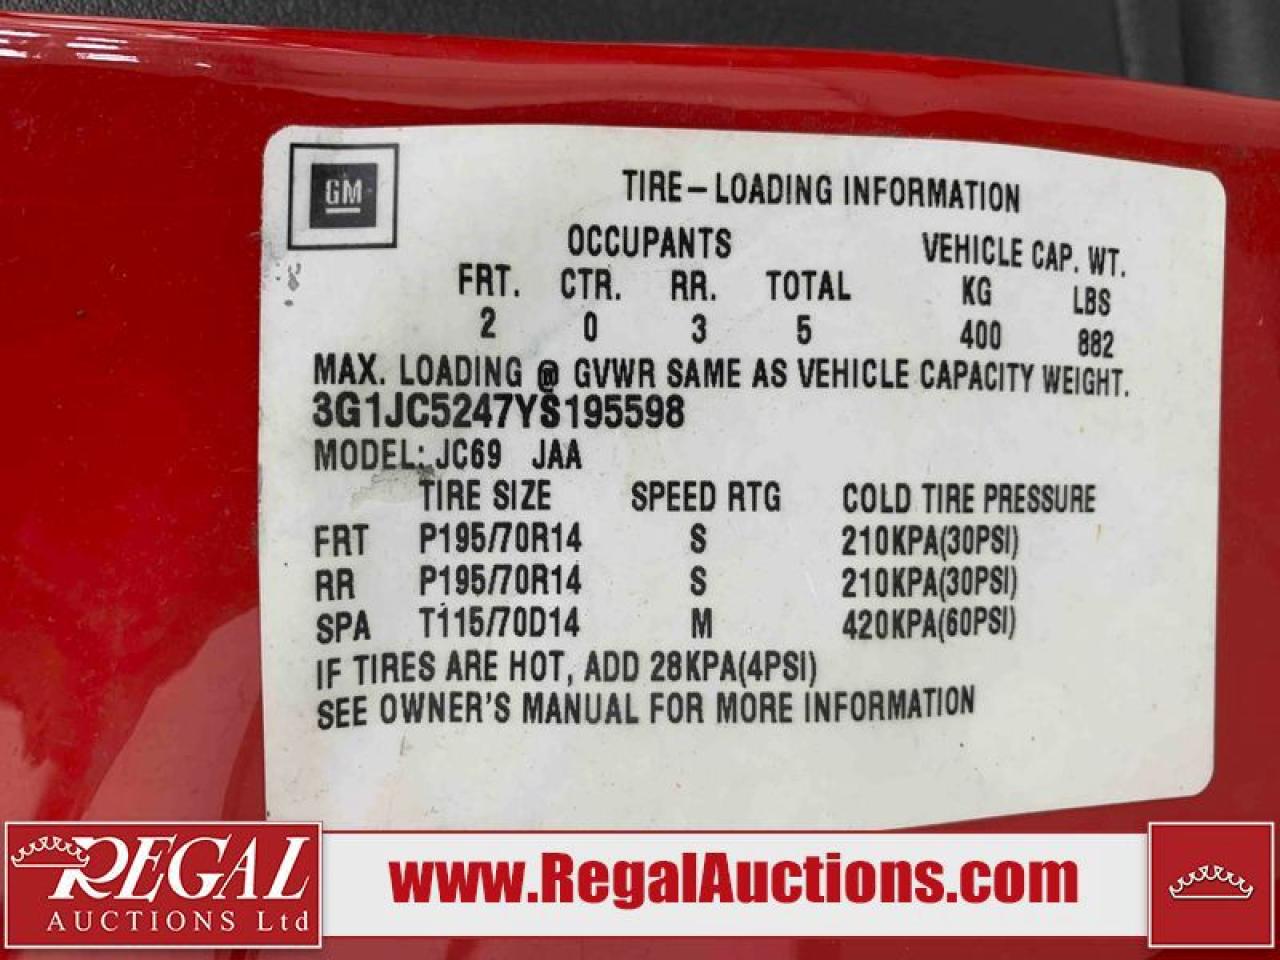 GM
TIRE-LOADING INFORMATION
OCCUPANTS VEHICLE CAP. WT.
FRT. CTR. RR. TOTAL KG LBS
2 0 3 5 400 882
MAX. LOADING @ GVWR SAME AS VEHICLE CAPACITY WEIGHT.
3G1JC5247YS195598
MODEL: JC69 JAA
TIRE SIZE SPEED RTG COLD TIRE PRESSURE
FRT P195/70R14 S 210KPA(30PSI)
RR P195/70R14 S 210KPA(30PSI)
SPA T115/70D14 M 420KPA(60PSI)
IF TIRES ARE HOT, ADD 28KPA(4PSI)
SEE OWNER'S MANUAL FOR MORE INFORMATION
REGAL
AUCTIONS Ltd
www.RegalAuctions.com